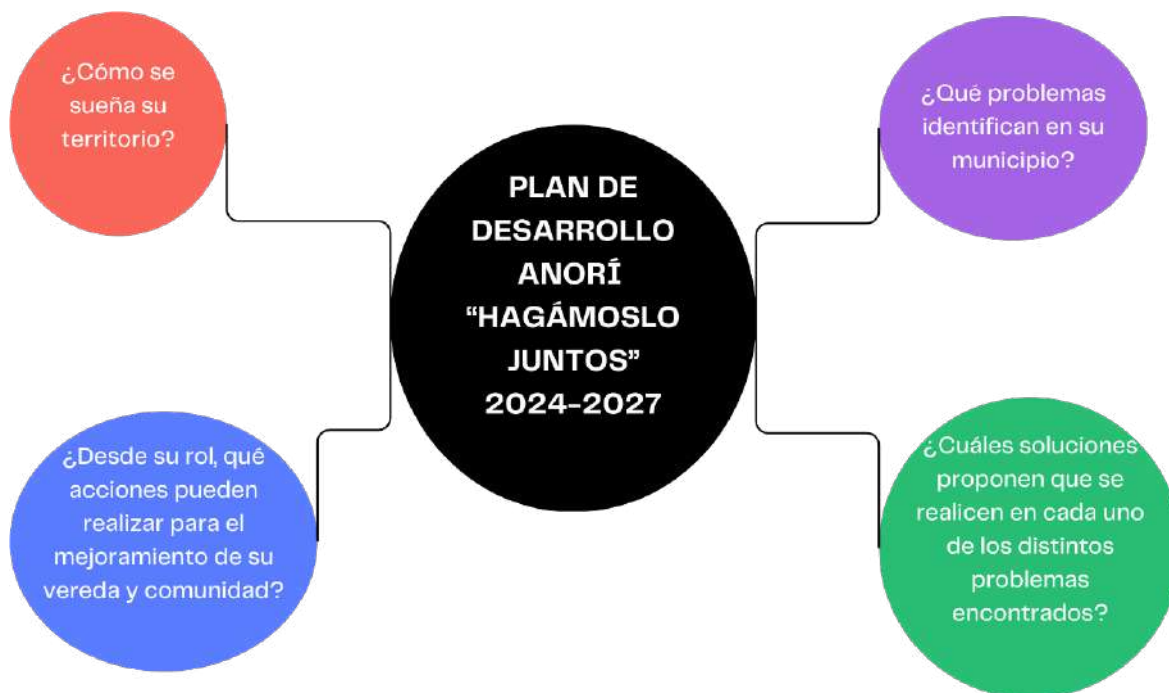 ¿Cómo se
sueña su
territorio?
¿Qué problemas
identifican en su
municipio?
PLAN DE
DESARROLLO
ANORÍ
“HAGÁMOSLO
JUNTOS”
2024-2027
¿Desde su rol, qué
acciones pueden
realizar para el
mejoramiento de su
vereda y comunidad?
¿Cuáles soluciones
proponen que se
realicen en cada uno
de los distintos
problemas
encontrados?